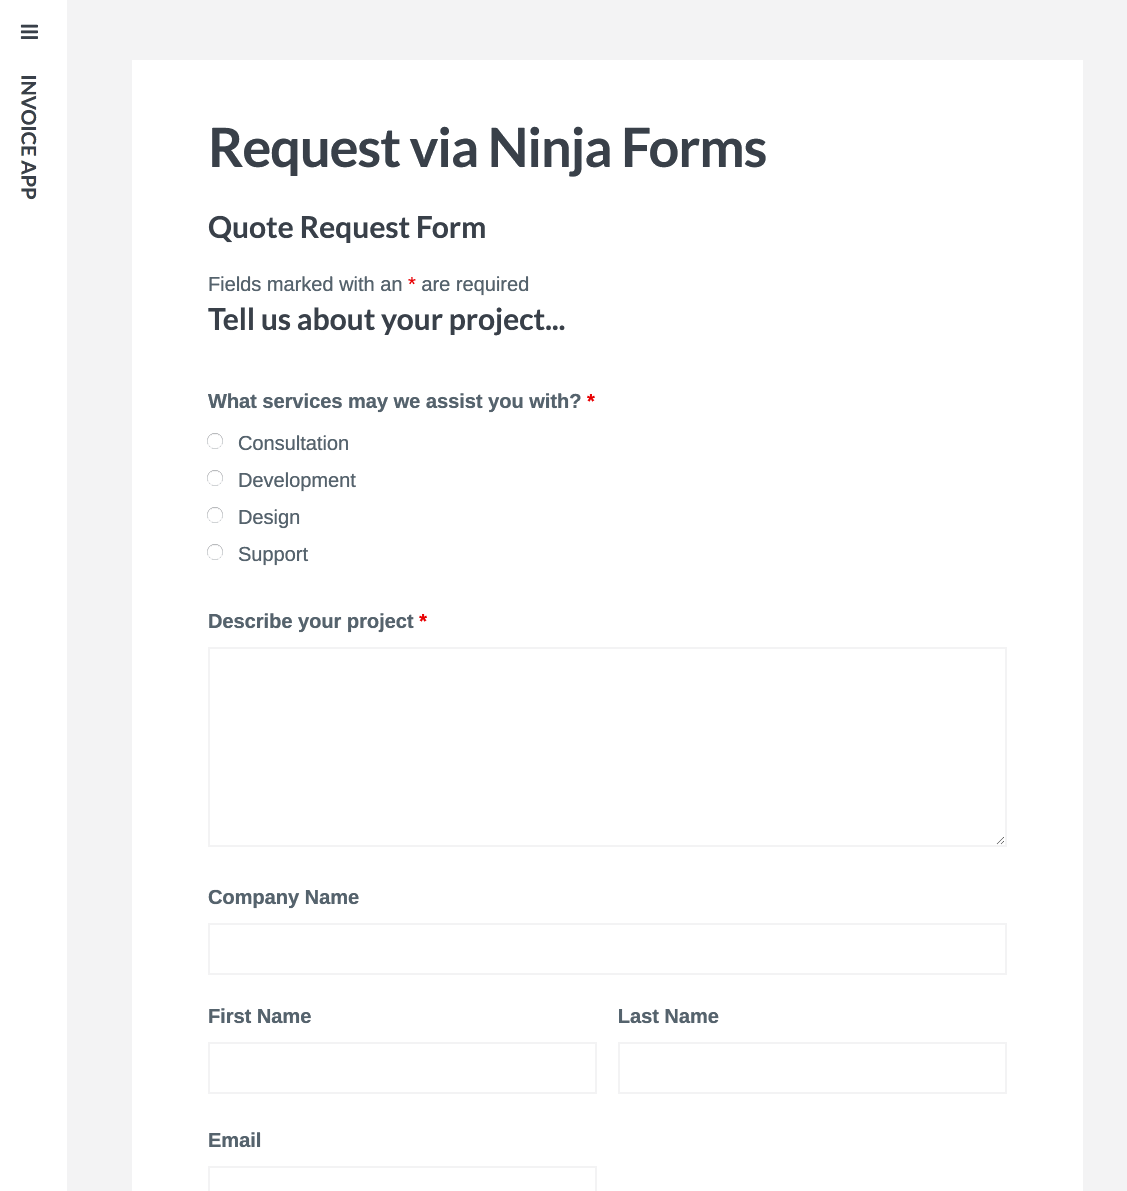 INVOICE APP
Request via Ninja Forms
Quote Request Form
Fields marked with an * are required
Tell us about your project...
What services may we assist you with? *
Consultation
Development
Design
Support
Describe your project *
Company Name
First Name
Last Name
Email